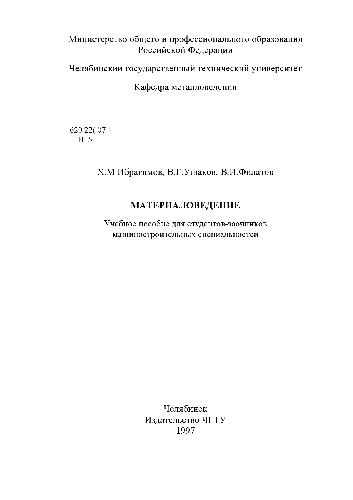 Министерство общего и профессионального образования
Российской Федерации
Челябинский государственный технический университет
Кафедра металловедения
620.22(07)
Х.М.Ибрагимов, В.Г.Ушаков, В.И.Филатов
МАТЕРИАЛОВЕДЕНИЕ
Учебное пособие для студентов-заочников
машиностроительных специальностей
Челябинск
Издательство ЧГТУ
1997